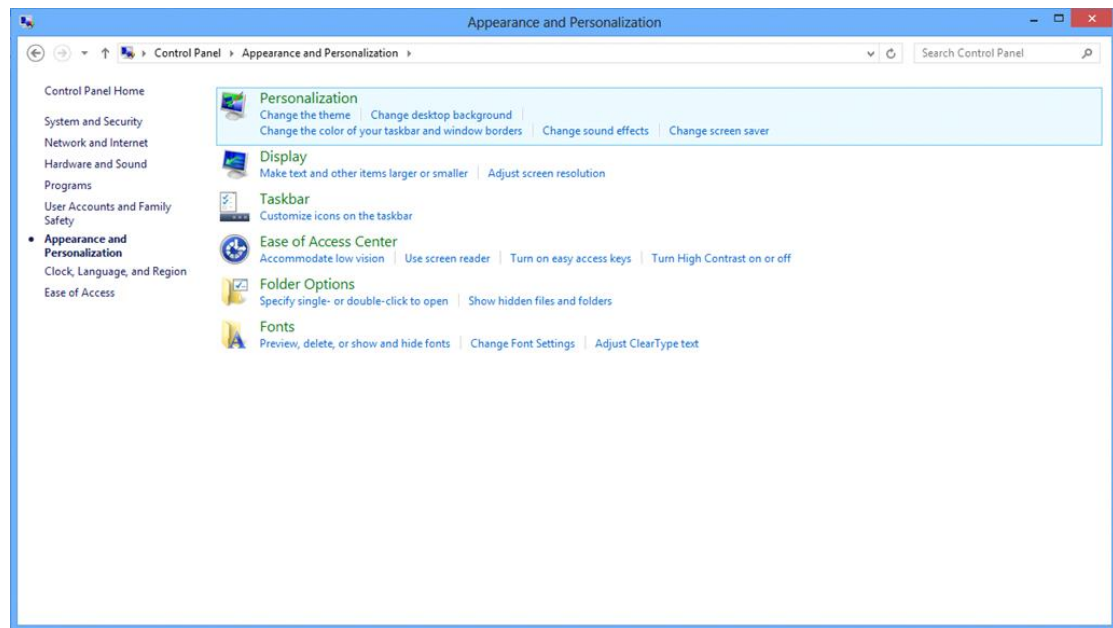 Appearance and Personalization
Control Panel Appearance and Personalization
Search Control Panel
Control Panel Home
System and Security
Network and Internet
Hardware and Sound
Programs
User Accounts and Family
Safety
Appearance and
Personalization
Clock, Language, and Region
Ease of Access
Personalization
Change the theme Change desktop background
Change the color of your taskbar and window borders Change sound effects Change screen saver
Display
Make text and other items larger or smaller Adjust screen resolution
Taskbar
Customize icons on the taskbar
Ease of Access Center
Accommodate low vision Use screen reader Turn on easy access keys Turn High Contrast on or off
Folder Options
Specify single- or double-click to open Show hidden files and folders
Fonts
Preview, delete, or show and hide fonts Change Font Settings Adjust ClearType text